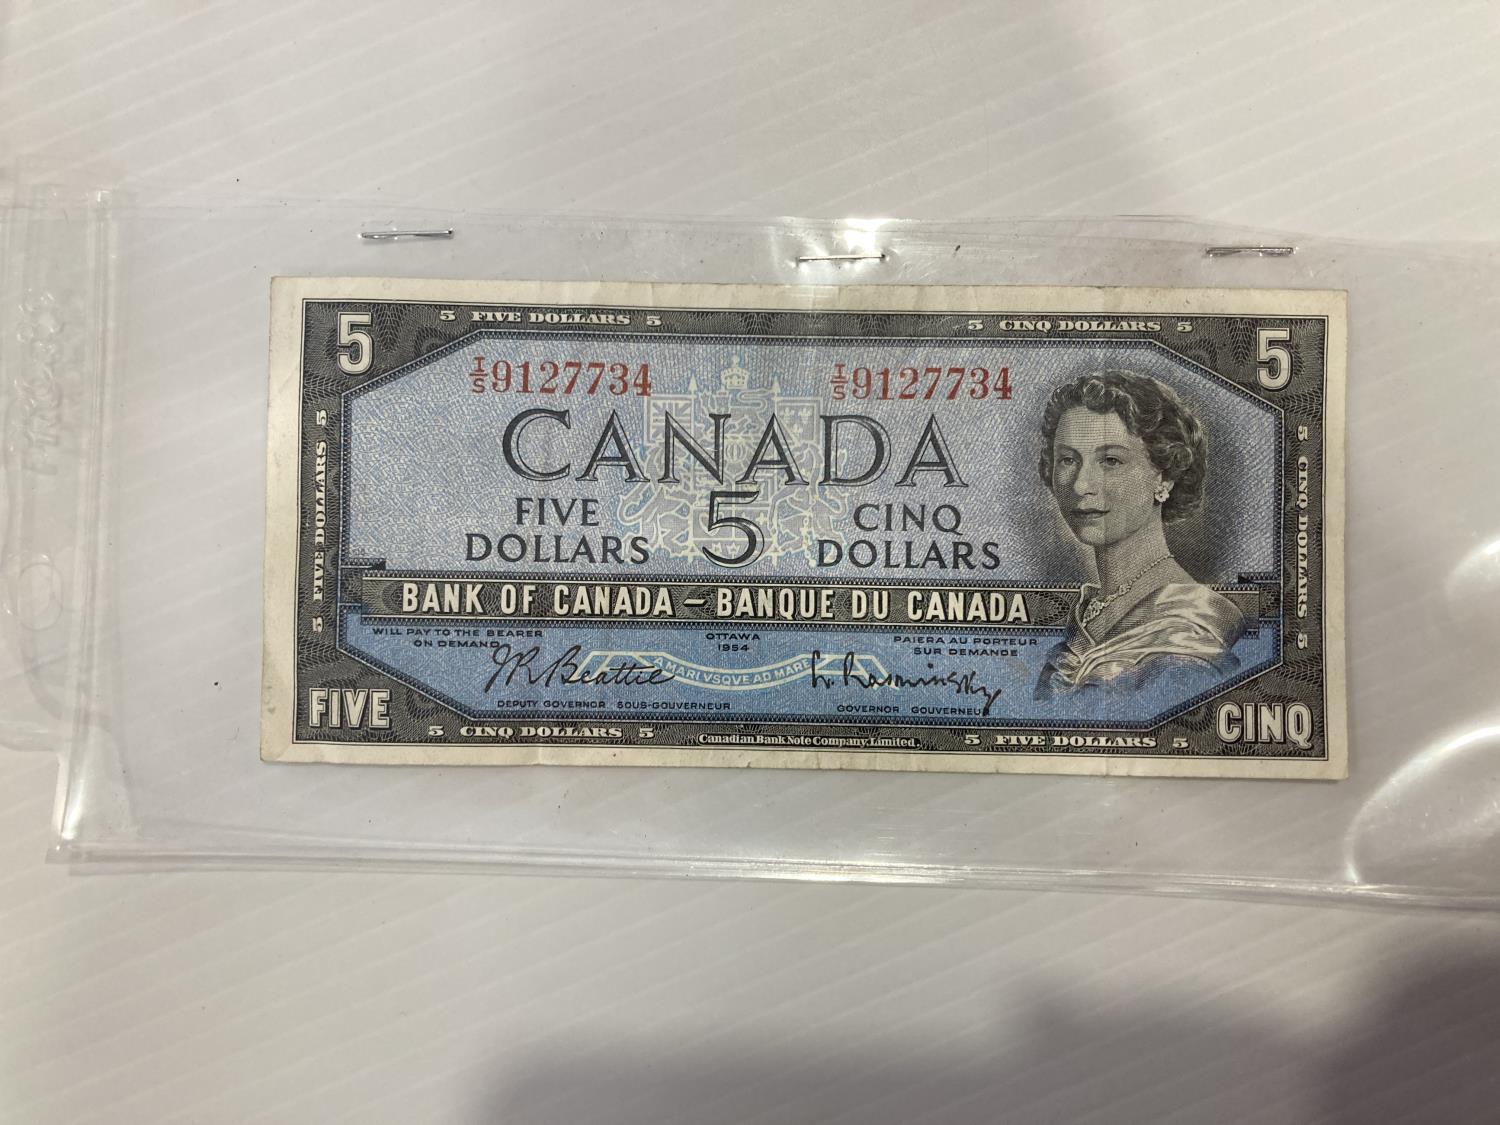 5 5 FIVE DOLLARS 5 5 CINQ DOLLARS 5 5
I/S 9127734 I/S 9127734
CANADA
FIVE DOLLARS 5 CINQ DOLLARS
5 FIVE DOLLARS 5
5 CINQ DOLLARS 5
BANK OF CANADA – BANQUE DU CANADA
WILL PAY TO THE BEARER OTTAWA PAIERA AU PORTEUR
ON DEMAND 1954 SUR DEMANDE
JR Beattie A MARI VSQVE AD MARE L. Rasminsky
DEPUTY GOVERNOR SOUS-GOUVERNEUR GOVERNOR GOUVERNEUR
FIVE 5 CINQ DOLLARS 5 Canadian Bank Note Company, Limited. 5 FIVE DOLLARS 5 CINQ